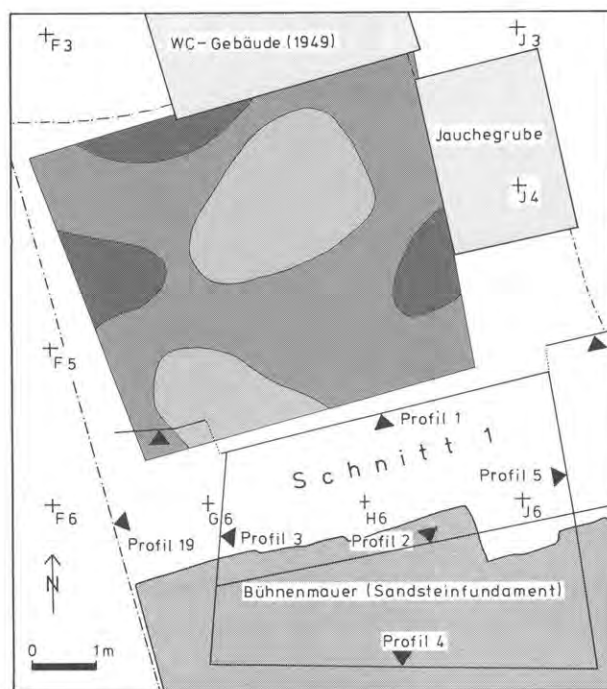 F3
WC-Gebäude (1949)
J3
Jauchegrube
J4
F5
Profil 1
Schnitt 1
Profil 5
F6
G6
H6
J6
Profil 19
Profil 3
Profil 2
N
Bühnenmauer (Sandsteinfundament)
Profil 4
0 1m